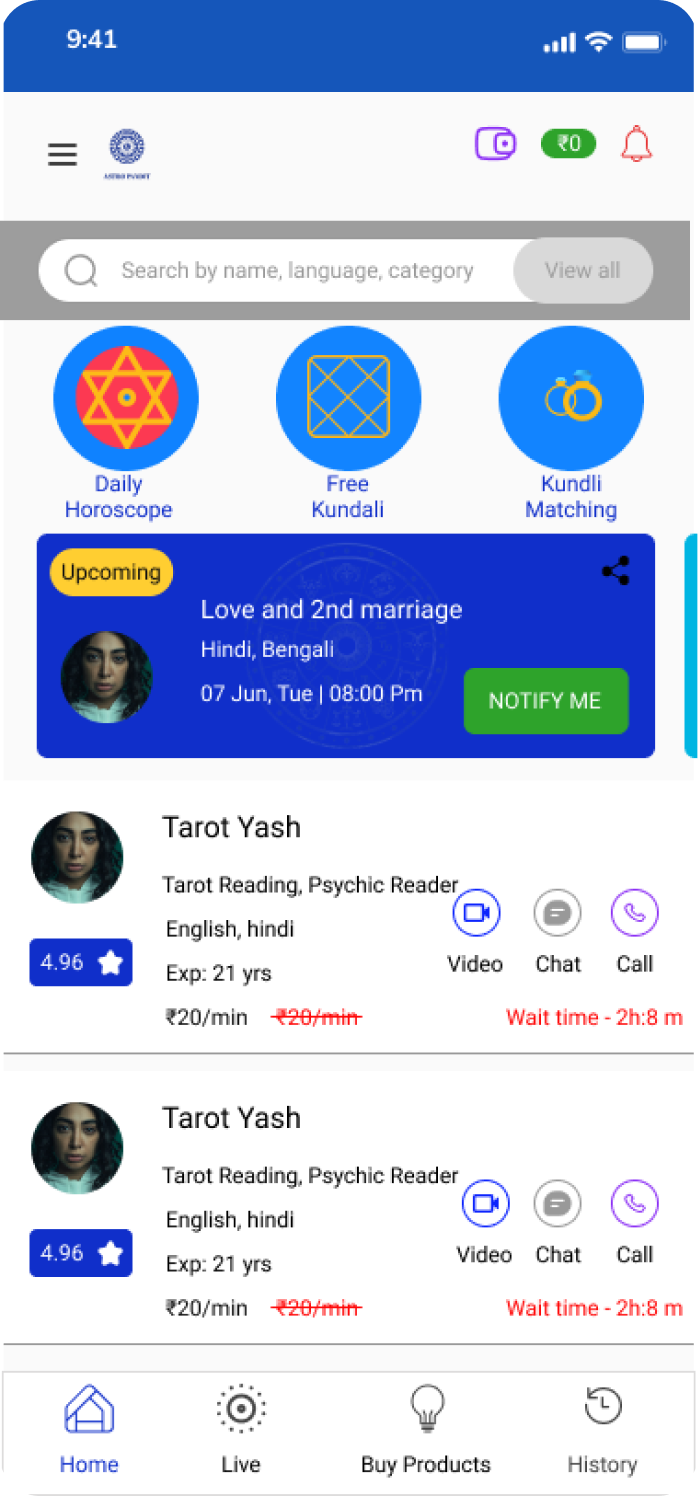 9:41
ASTRO PANDIT
₹0
Search by name, language, category
View all
Daily
Horoscope
Free
Kundali
Kundli
Matching
Upcoming
Love and 2nd marriage
Hindi, Bengali
07 Jun, Tue | 08:00 Pm
NOTIFY ME
Tarot Yash
Tarot Reading, Psychic Reader
English, hindi
4.96
Video
Chat
Call
Exp: 21 yrs
₹20/min ₹20/min
Wait time - 2h:8 m
Tarot Yash
Tarot Reading, Psychic Reader
English, hindi
4.96
Video
Chat
Call
Exp: 21 yrs
₹20/min ₹20/min
Wait time - 2h:8 m
Home
Live
Buy Products
History